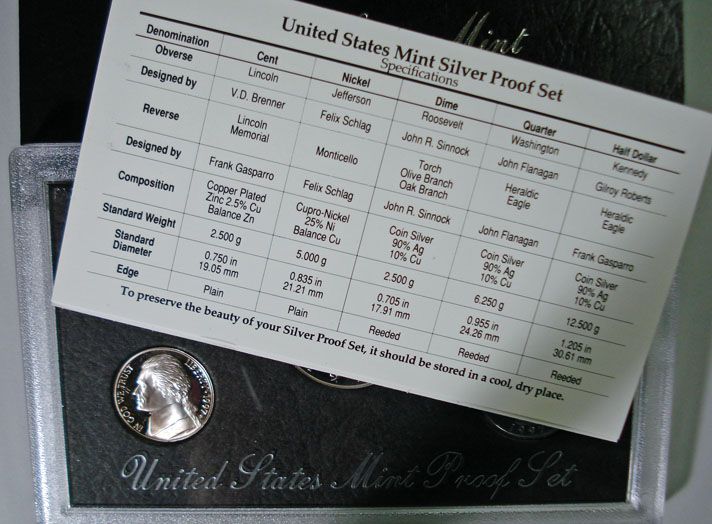 Mint
United States Mint Silver Proof Set
Specifications
Denomination Cent Nickel Dime Quarter Half Dollar
Obverse Lincoln Jefferson Roosevelt Washington Kennedy
Designed by V.D. Brenner Felix Schlag John R. Sinnock John Flanagan Gilroy Roberts
Reverse Lincoln Memorial Monticello Torch Olive Branch Oak Branch Heraldic Eagle Heraldic Eagle
Designed by Frank Gasparro Felix Schlag John R. Sinnock John Flanagan Frank Gasparro
Composition Copper Plated Zinc 2.5% Cu Balance Zn Cupro-Nickel 25% Ni Balance Cu Coin Silver 90% Ag 10% Cu Coin Silver 90% Ag 10% Cu Coin Silver 90% Ag 10% Cu
Standard Weight 2.500 g 5.000 g 2.500 g 6.250 g 12.500 g
Standard Diameter 0.750 in 19.05 mm 0.835 in 21.21 mm 0.705 in 17.91 mm 0.955 in 24.26 mm 1.205 in 30.61 mm
Edge Plain Plain Reeded Reeded Reeded
To preserve the beauty of your Silver Proof Set, it should be stored in a cool, dry place.
IN GOD WE TRUST LIBERTY 1997
United States Mint Proof Set